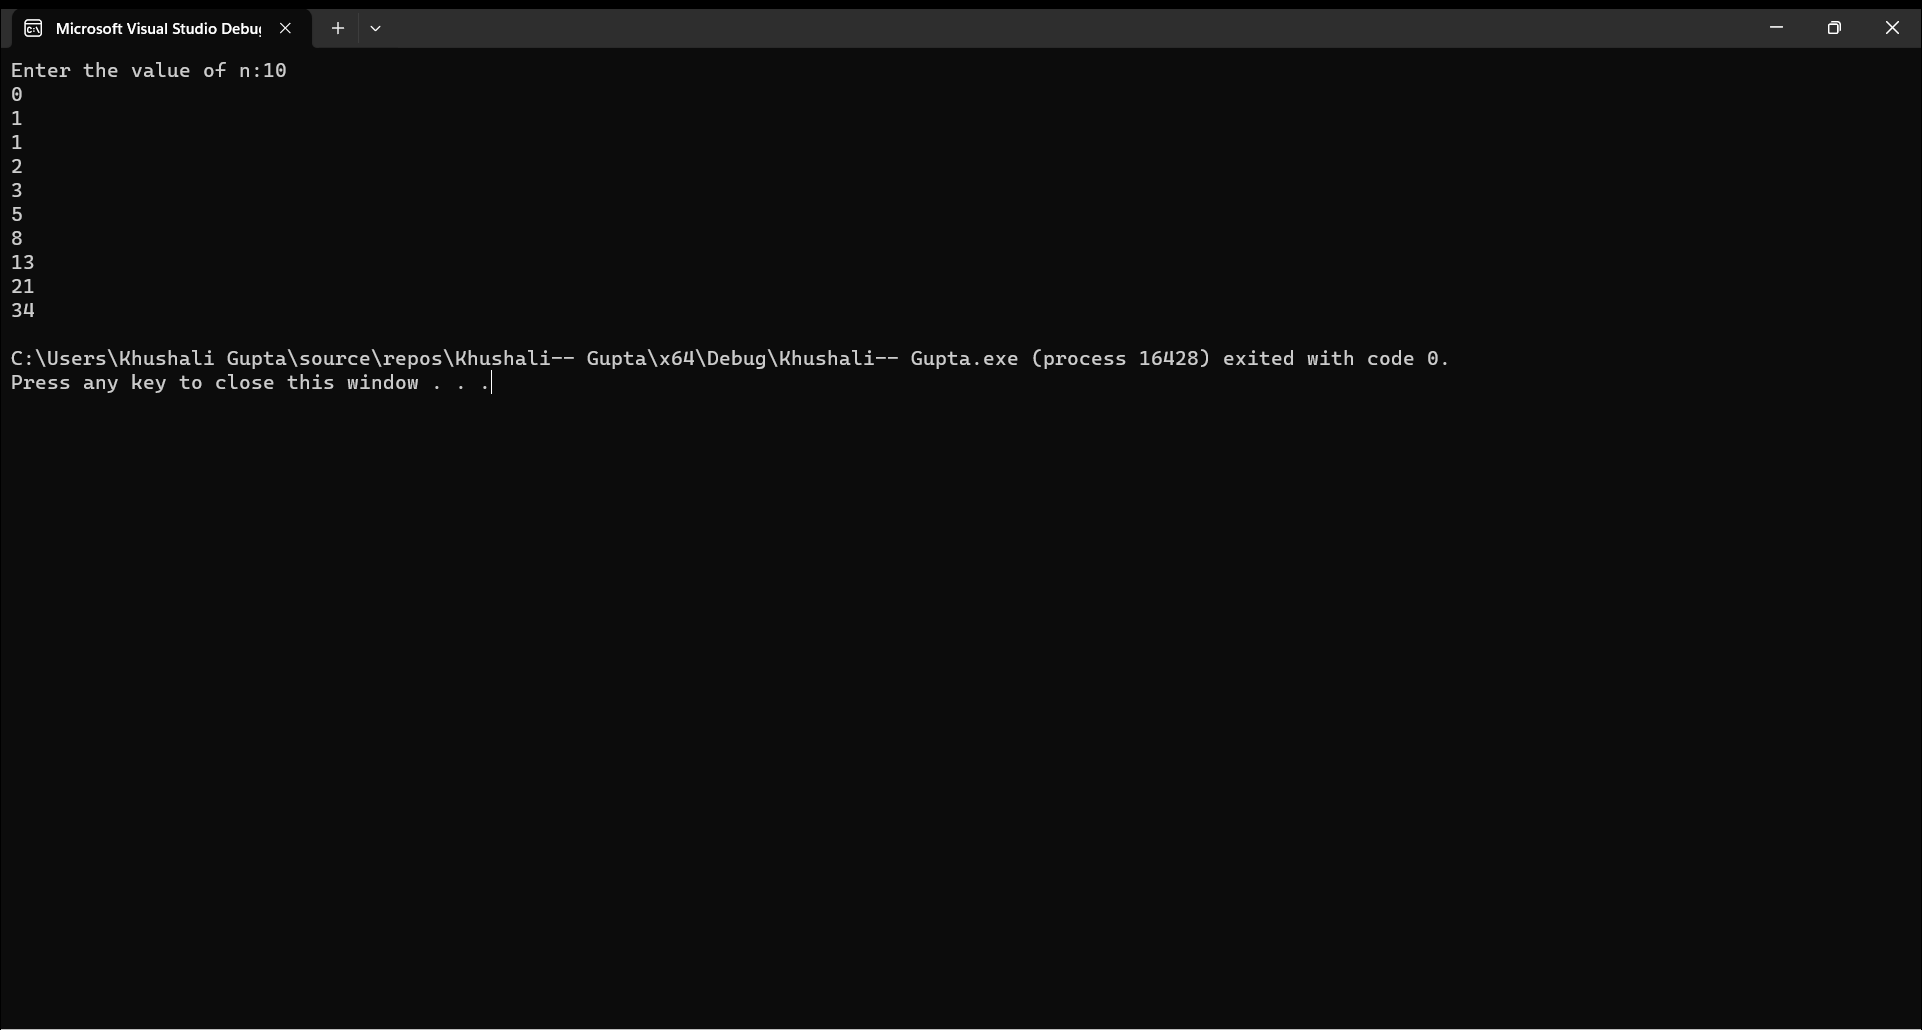 Microsoft Visual Studio Debu
Enter the value of n:10
0
1
1
2
3
5
8
13
21
34
C:\Users\Khushali Gupta\source\repos\Khushali-- Gupta\x64\Debug\Khushali-- Gupta.exe (process 16428) exited with code 0.
Press any key to close this window . . .